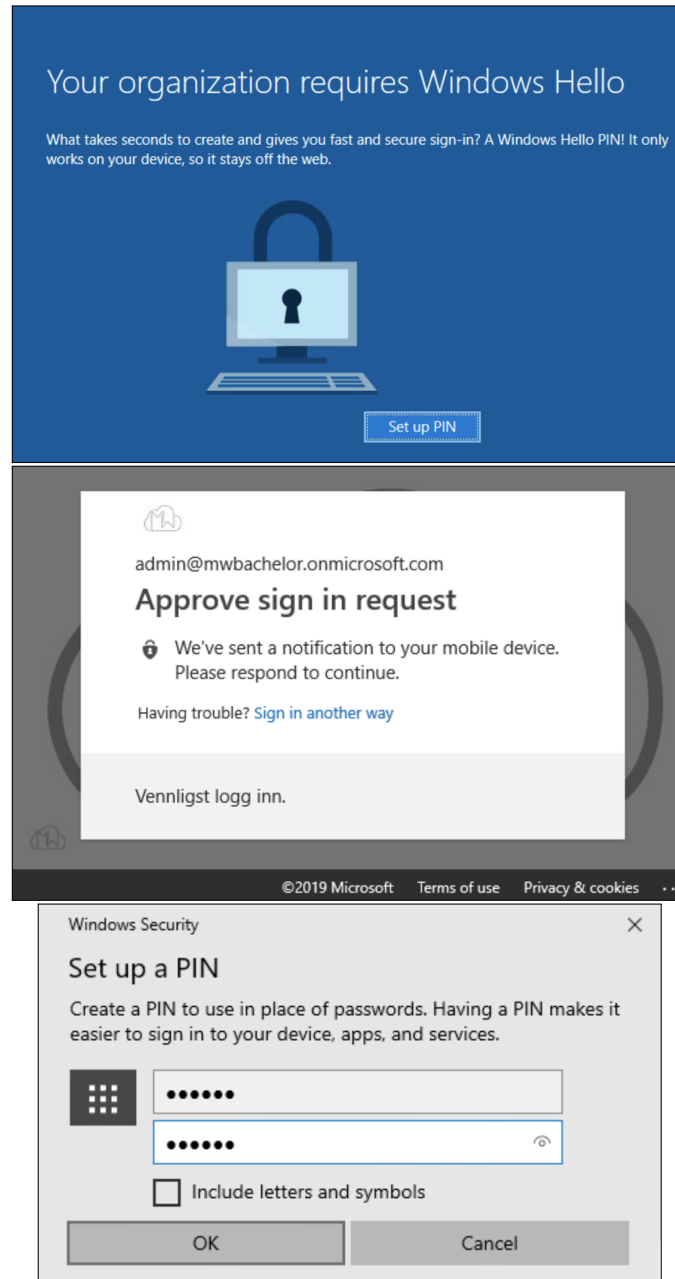 Your organization requires Windows Hello
What takes seconds to create and gives you fast and secure sign-in? A Windows Hello PIN! It only
works on your device, so it stays off the web.
Set up PIN
MW
admin@mwbachelor.onmicrosoft.com
Approve sign in request
We've sent a notification to your mobile device.
Please respond to continue.
Having trouble? Sign in another way
Vennligst logg inn.
MW
©2019 Microsoft Terms of use Privacy & cookies ..
Windows Security
Set up a PIN
Create a PIN to use in place of passwords. Having a PIN makes it
easier to sign in to your device, apps, and services.
●●●●●●
●●●●●●
Include letters and symbols
OK Cancel